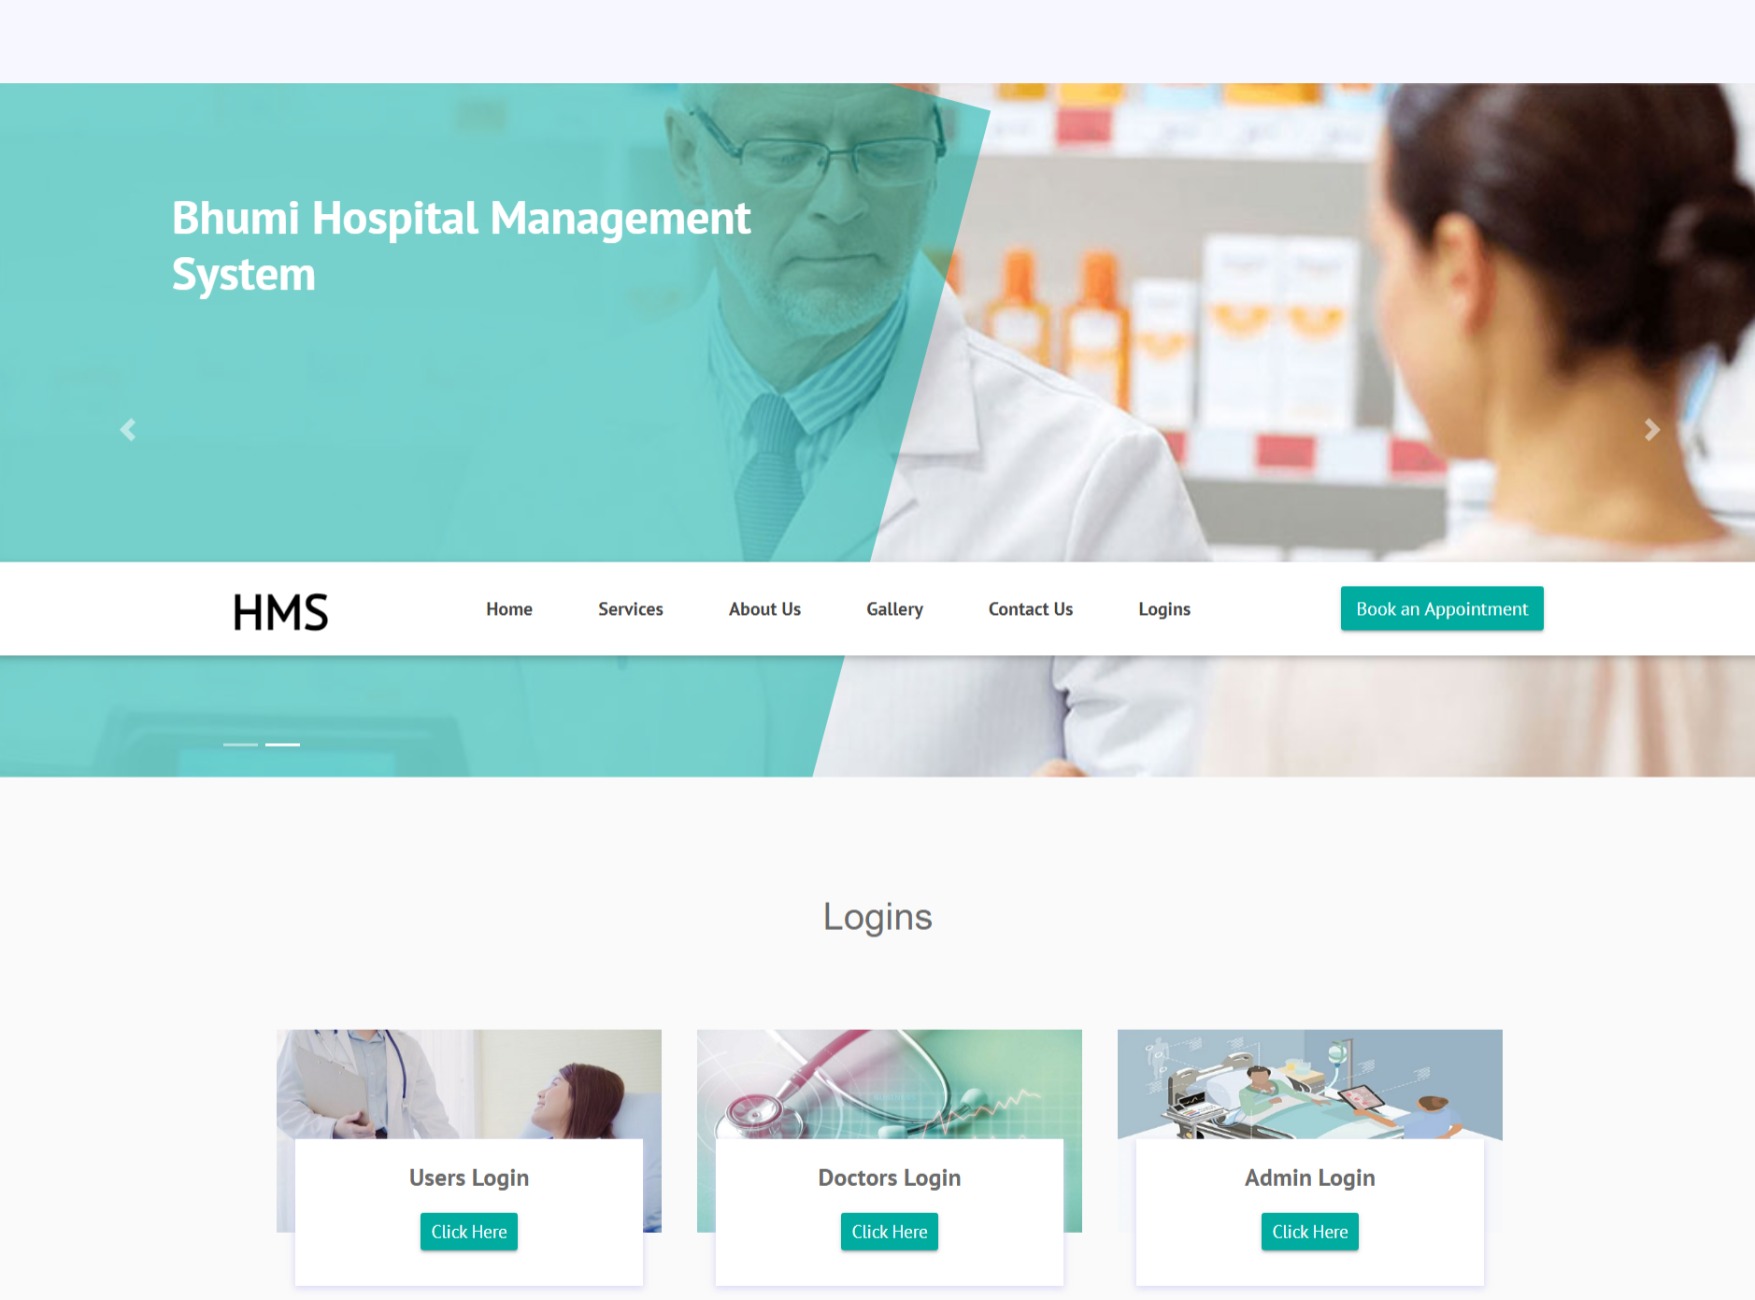 Bhumi Hospital Management
System
HMS
Home
Services
About Us
Gallery
Contact Us
Logins
Book an Appointment
Logins
Users Login
Click Here
Doctors Login
Click Here
Admin Login
Click Here